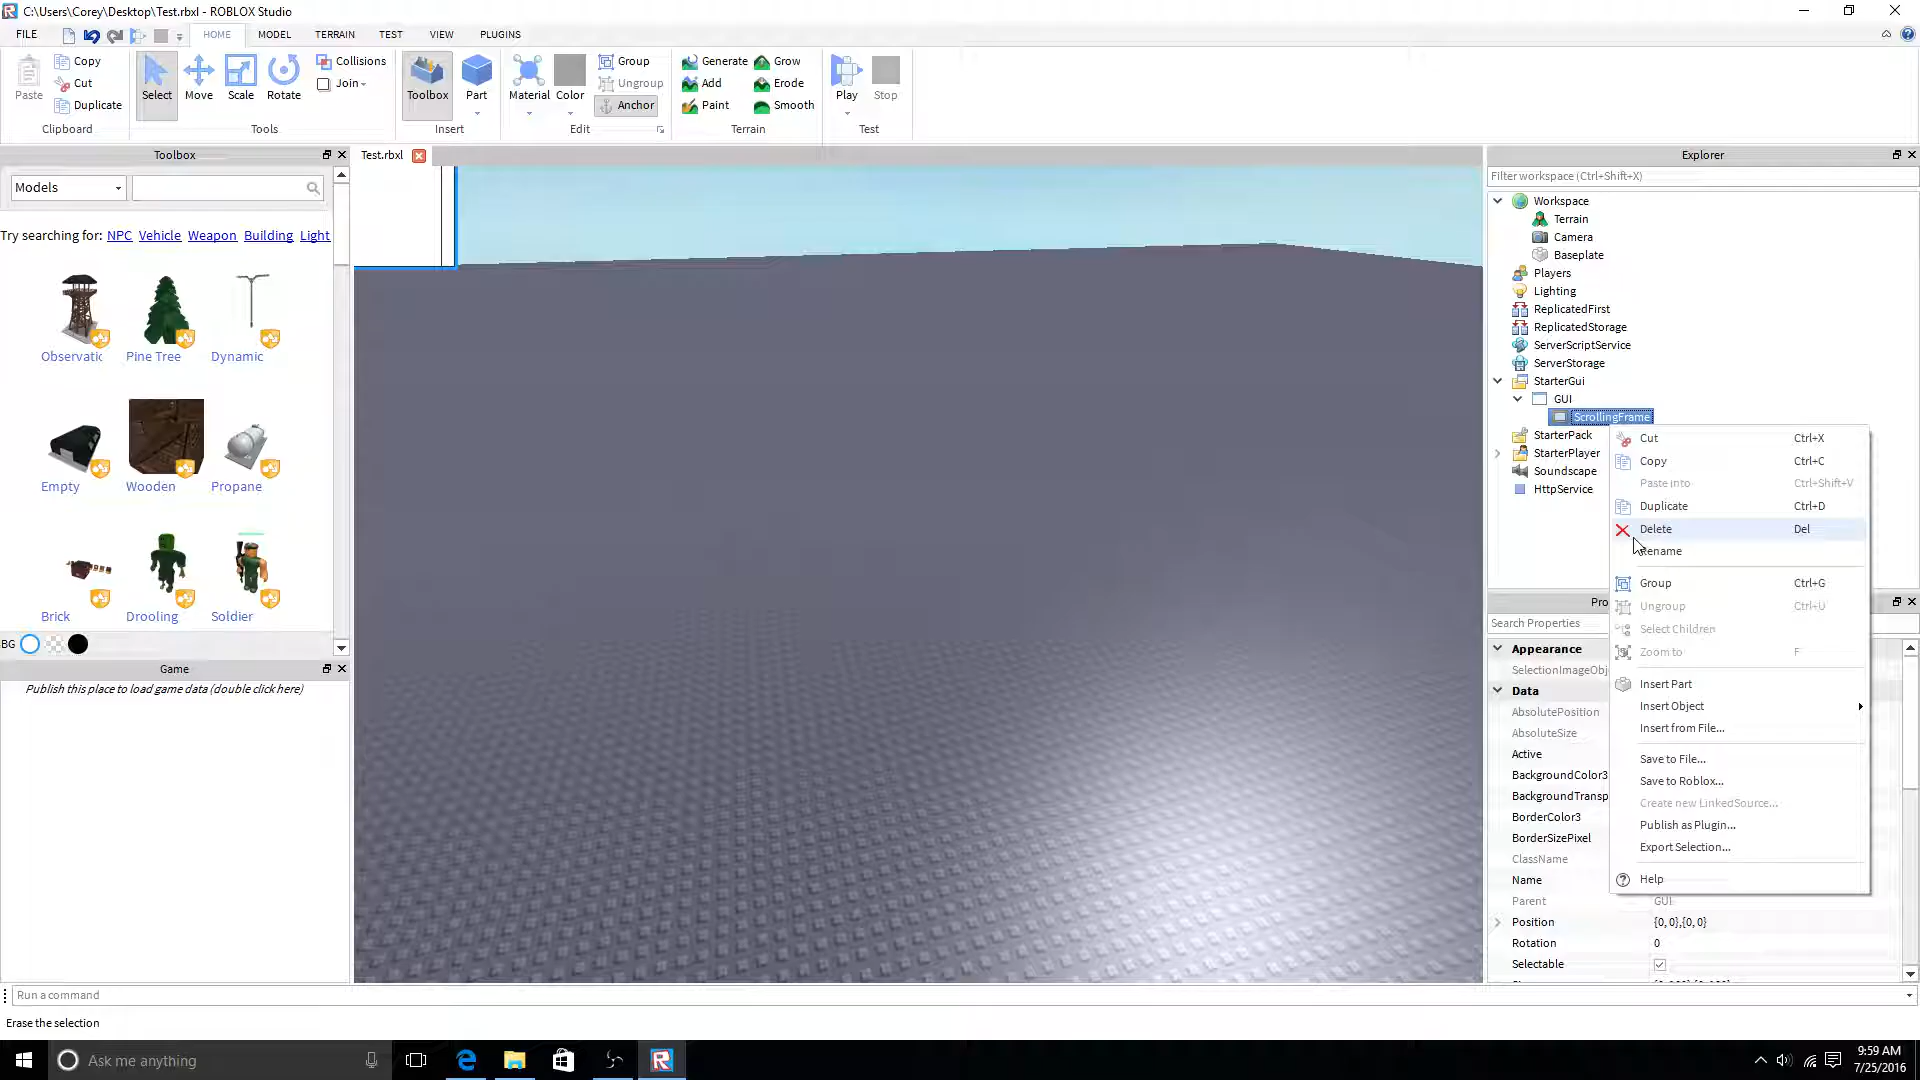 C:\Users\Corey\Desktop\Test.rbxl - ROBLOX Studio
FILE HOME MODEL TERRAIN TEST VIEW PLUGINS
Paste
Copy
Cut
Duplicate
Clipboard
Select
Move
Scale
Rotate
Collisions
Join
Tools
Toolbox
Part
Insert
Material
Color
Group
Ungroup
Anchor
Edit
Generate
Grow
Add
Erode
Paint
Smooth
Terrain
Play
Stop
Test
Toolbox
Models
Try searching for: NPC Vehicle Weapon Building Light
Observatic
Pine Tree
Dynamic
Empty
Wooden
Propane
Brick
Drooling
Soldier
BG
Game
Publish this place to load game data (double click here)
Test.rbxl
Explorer
Filter workspace (Ctrl+Shift+X)
Workspace
Terrain
Camera
Baseplate
Players
Lighting
ReplicatedFirst
ReplicatedStorage
ServerScriptService
ServerStorage
StarterGui
GUI
ScrollingFrame
StarterPack
StarterPlayer
Soundscape
HttpService
Cut Ctrl+X
Copy Ctrl+C
Paste Into Ctrl+Shift+V
Duplicate Ctrl+D
Delete Del
Rename
Group Ctrl+G
Ungroup Ctrl+U
Select Children
Zoom to F
Insert Part
Insert Object
Insert from File...
Save to File...
Save to Roblox...
Create new LinkedSource...
Publish as Plugin...
Export Selection...
Help
Pro
Search Properties
Appearance
SelectionImageObj
Data
AbsolutePosition
AbsoluteSize
Active
BackgroundColor3
BackgroundTransp
BorderColor3
BorderSizePixel
ClassName
Name
Parent GUI
Position {0, 0},{0, 0}
Rotation 0
Selectable
Run a command
Erase the selection
Ask me anything
9:59 AM
7/25/2016